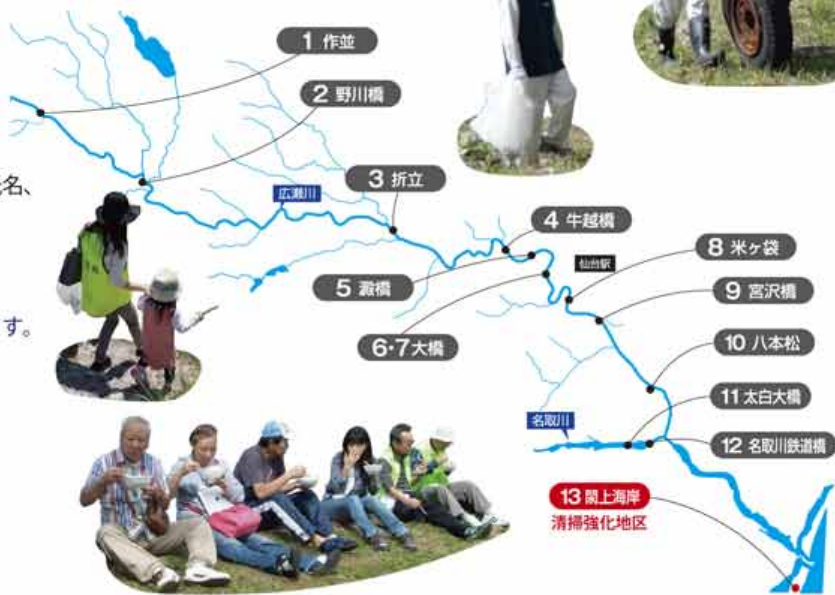 1 作並
2 野川橋
名、
3 折立
広瀬川
4 牛越橋
8 米ヶ袋
仙台駅
5 澱橋
9 宮沢橋
す。
6・7 大橋
10 八本松
11 太白大橋
名取川
12 名取川鉄道橋
13 閖上海岸
清掃強化地区